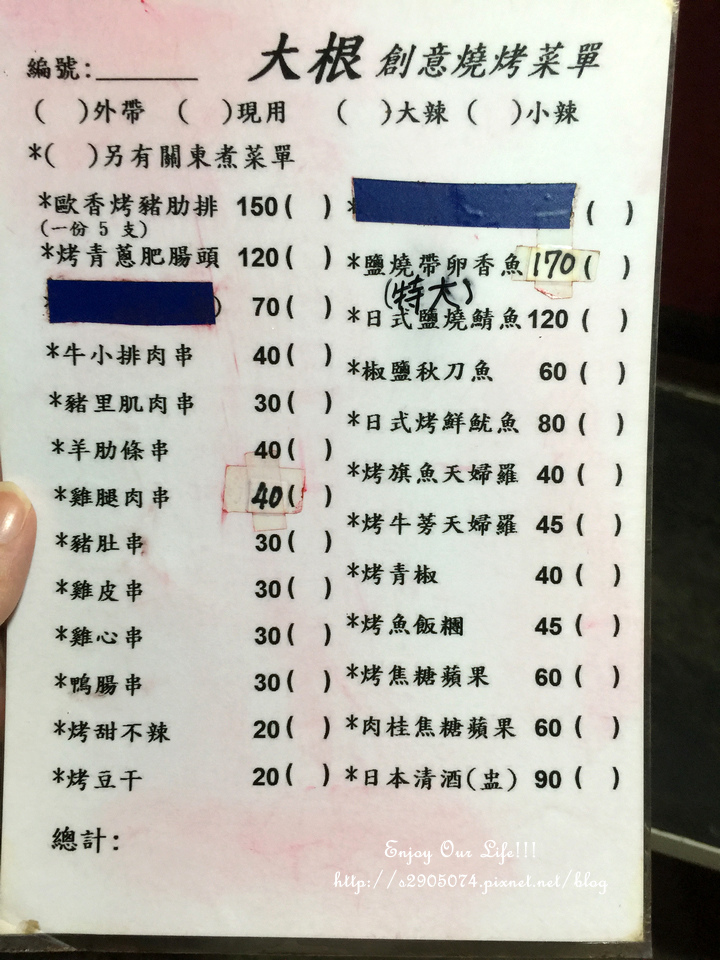 編號:_______ 大根 創意燒烤菜單
( )外帶 ( )現用 ( )大辣 ( )小辣
*( )另有關東煮菜單
*歐香烤豬肋排 150( )
(一份 5 支)
*烤青蔥肥腸頭 120( )
70( )
*牛小排肉串 40( )
*豬里肌肉串 30( )
*羊肋條串 40( )
*雞腿肉串 40( )
*豬肚串 30( )
*雞皮串 30( )
*雞心串 30( )
*鴨腸串 30( )
*烤甜不辣 20( )
*烤豆干 20( )
* ( )
*鹽燒帶卵香魚 170( )
(特大)
*日式鹽燒鯖魚 120 ( )
*椒鹽秋刀魚 60 ( )
*日式烤鮮魷魚 80 ( )
*烤旗魚天婦羅 40 ( )
*烤牛蒡天婦羅 45 ( )
*烤青椒 40 ( )
*烤魚飯糰 45 ( )
*烤焦糖蘋果 60 ( )
*肉桂焦糖蘋果 60 ( )
*日本清酒(盅) 90 ( )
總計:
Enjoy Our Life!!!
http://s2905074.pixnet.net/blog